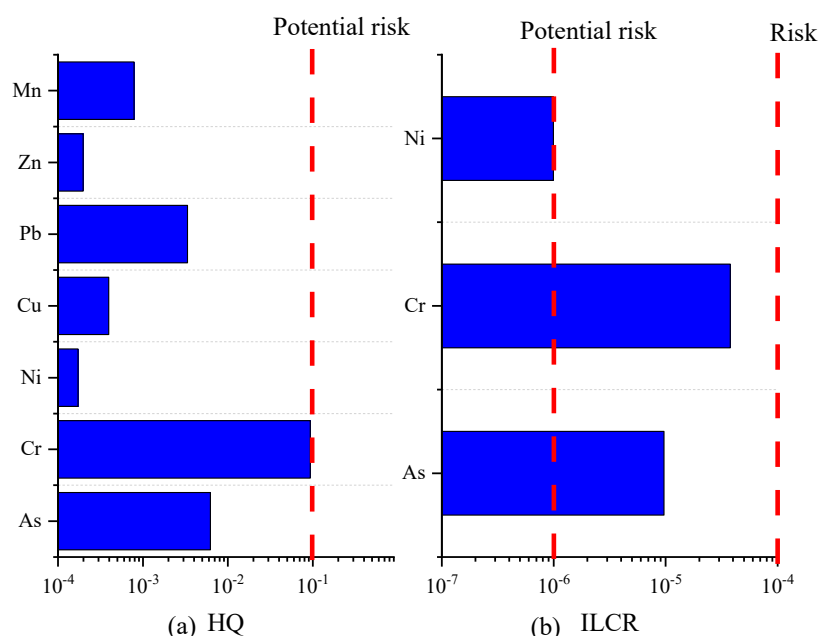 Potential risk
Mn
Zn
Pb
Cu
Ni
Cr
As
10-4
10-3
10-2
10-1
(a) HQ
Potential risk
Risk
Ni
Cr
As
10-7
10-6
10-5
10-4
(b) ILCR